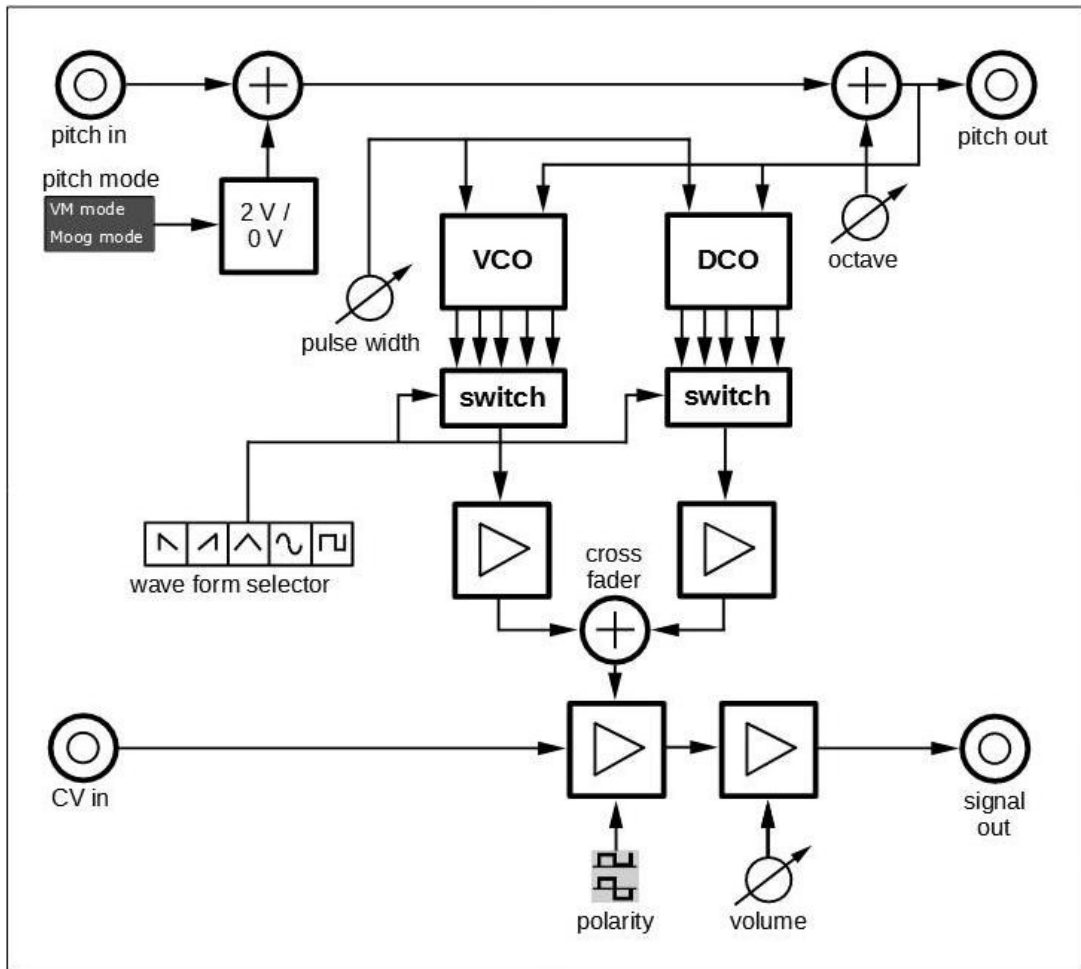 pitch in
pitch out
pitch mode
VM mode
Moog mode
2 V /
0 V
VCO
DCO
octave
pulse width
switch
switch
wave form selector
cross
fader
CV in
signal
out
polarity
volume